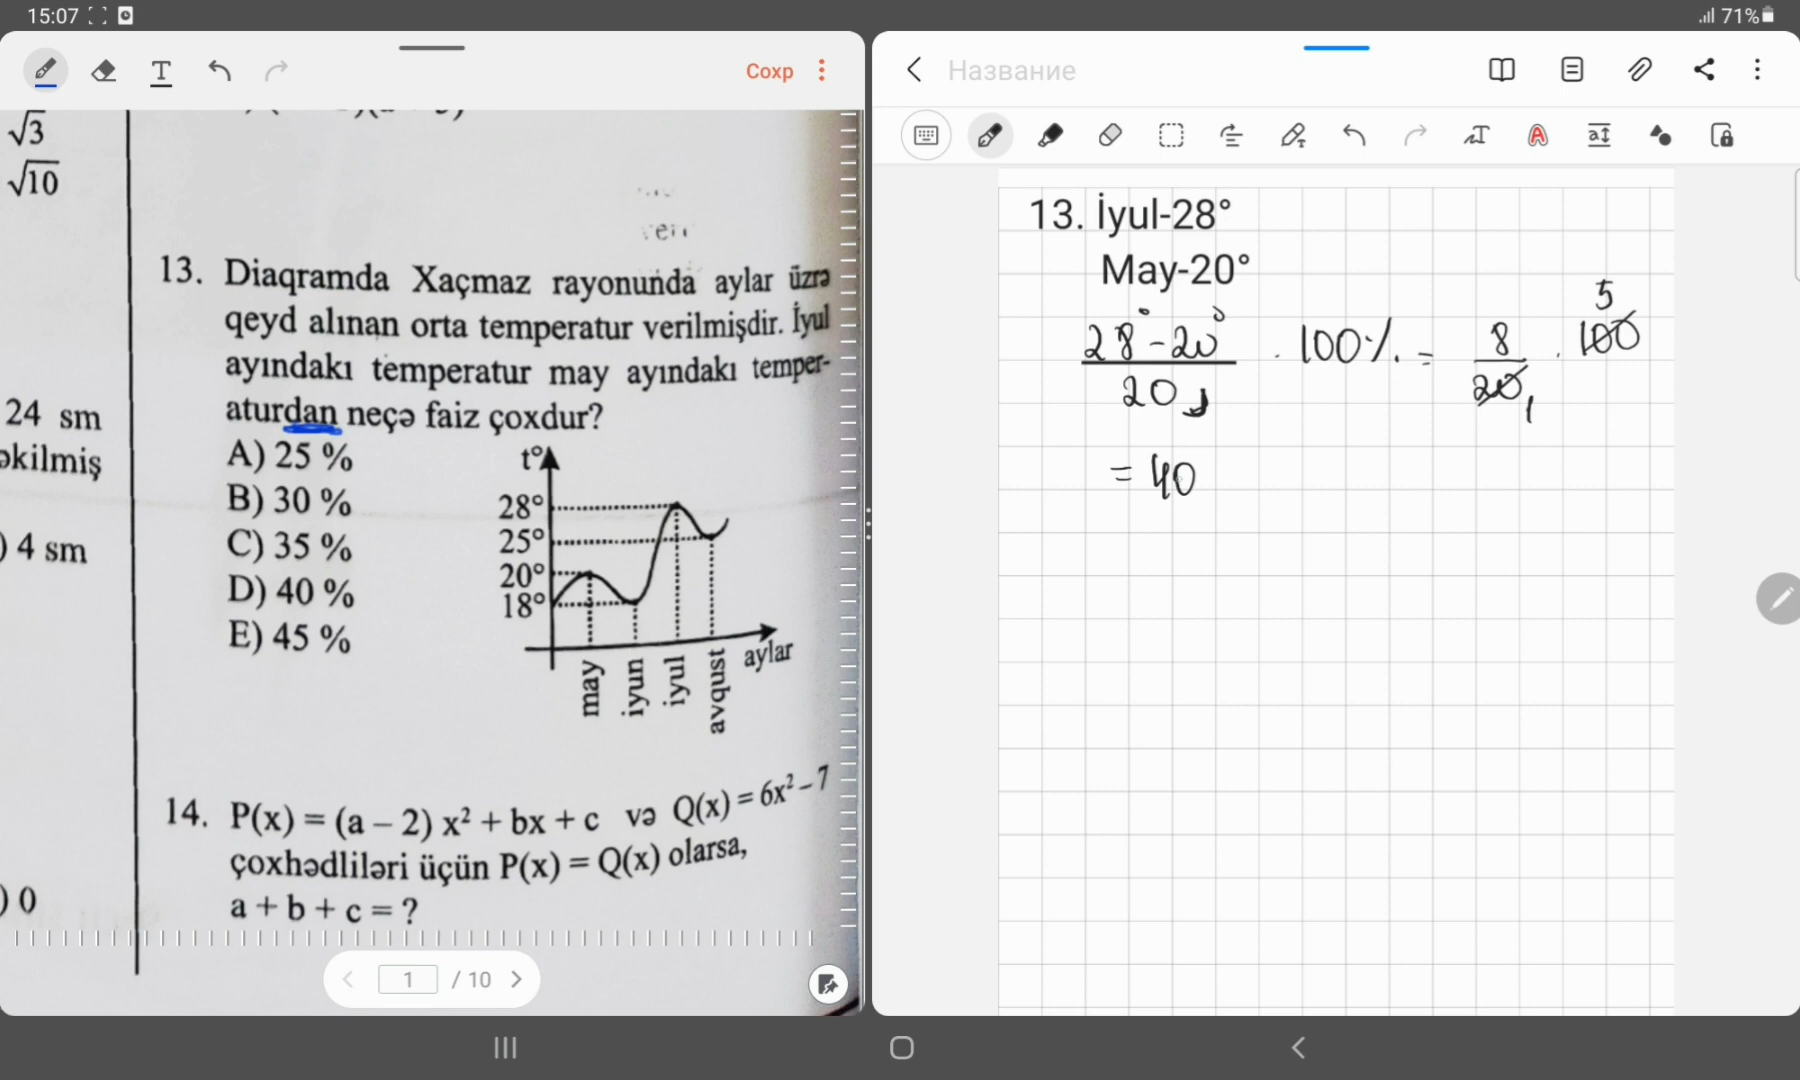 15:07
71%
Сохр
√3
√10
13. Diaqramda Xaçmaz rayonunda aylar üzrə
qeyd alınan orta temperatur verilmişdir. İyul
ayındakı temperatur may ayındakı temper-
aturdan neçə faiz çoxdur?
24 sm
əkilmiş
) 4 sm
A) 25 %
B) 30 %
C) 35 %
D) 40 %
E) 45 %
t°
28°
25°
20°
18°
may
iyun
iyul
avqust
aylar
14. P(x) = (a – 2) x² + bx + c və Q(x) = 6x² – 7
çoxhədliləri üçün P(x) = Q(x) olarsa,
a + b + c = ?
) 0
1 / 10
Название
13. İyul-28°
May-20°
28° - 20° / 20 · 100% = 8 / 20 1 · 100 5
= 40